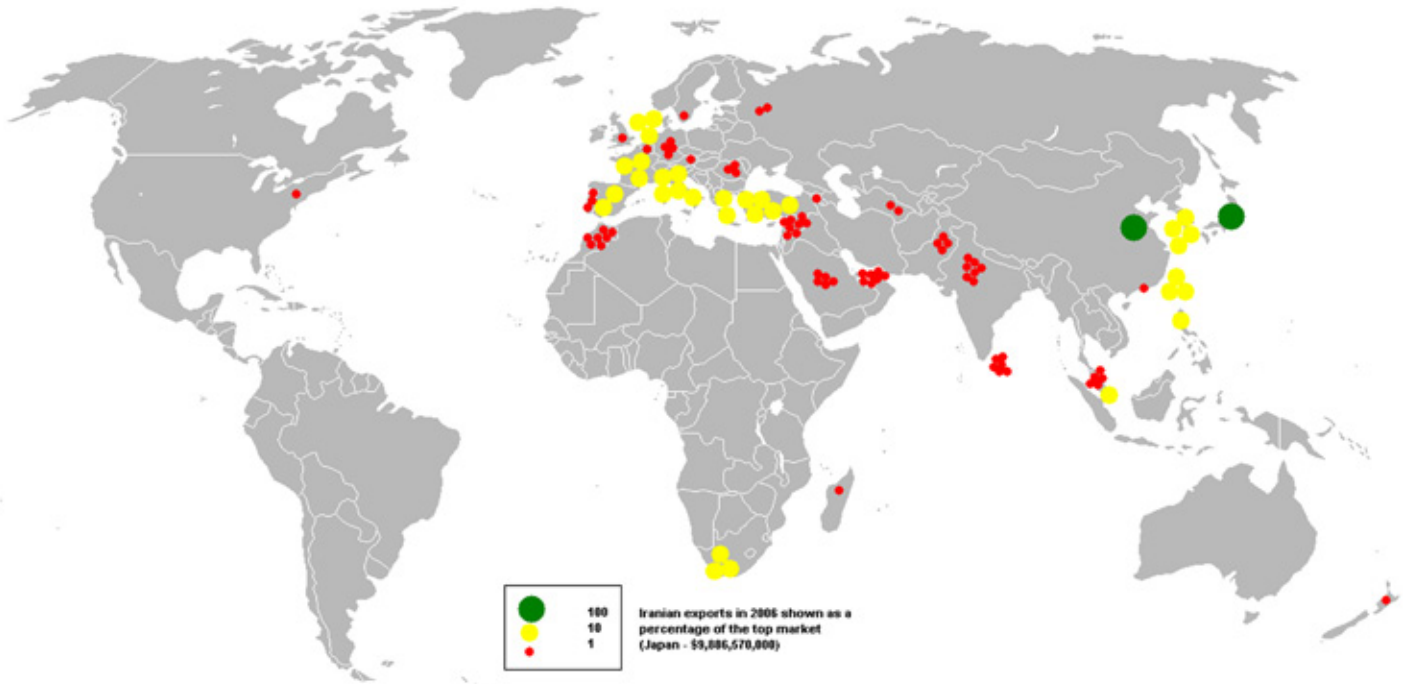 100
10
1
Iranian exports in 2006 shown as a
percentage of the top market
(Japan - $9,886,570,000)